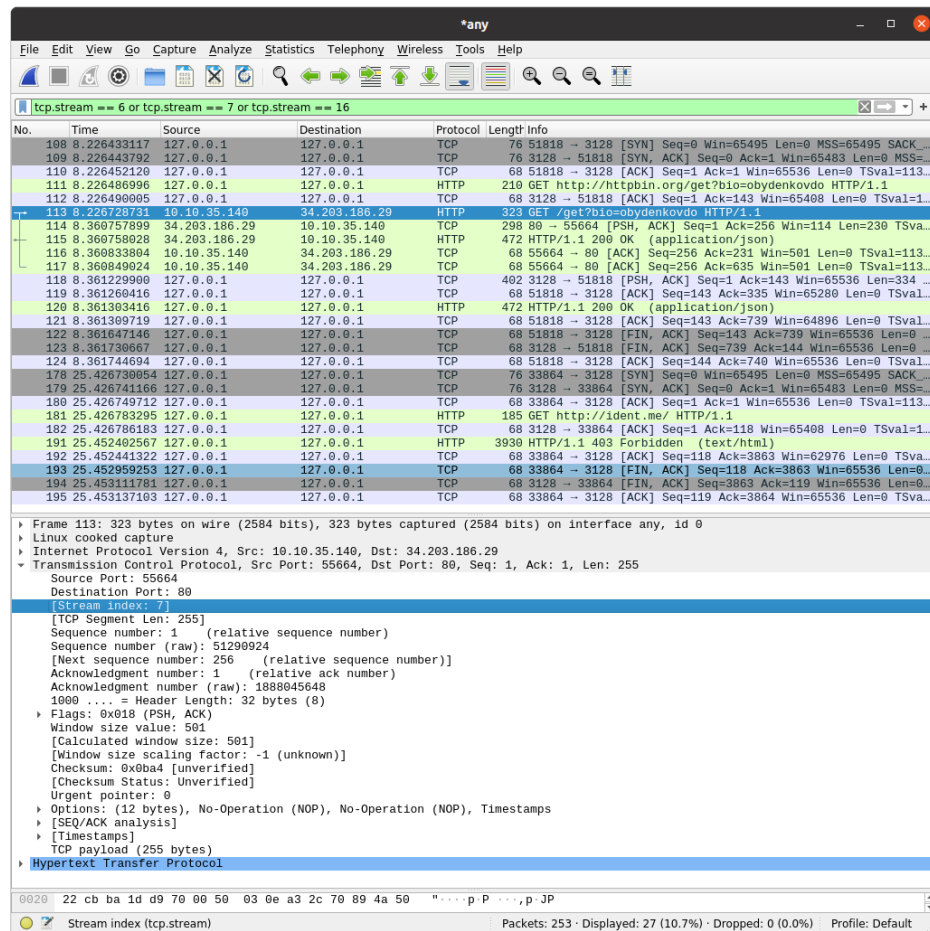 *any
File Edit View Go Capture Analyze Statistics Telephony Wireless Tools Help
tcp.stream == 6 or tcp.stream == 7 or tcp.stream == 16
No. Time Source Destination Protocol Length Info
108 8.226433117 127.0.0.1 127.0.0.1 TCP 76 51818 → 3128 [SYN] Seq=0 Win=65495 Len=0 MSS=65495 SACK_…
109 8.226443792 127.0.0.1 127.0.0.1 TCP 76 3128 → 51818 [SYN, ACK] Seq=0 Ack=1 Win=65483 Len=0 MSS=…
110 8.226452120 127.0.0.1 127.0.0.1 TCP 68 51818 → 3128 [ACK] Seq=1 Ack=1 Win=65536 Len=0 TSval=113…
111 8.226486996 127.0.0.1 127.0.0.1 HTTP 210 GET http://httpbin.org/get?bio=obydenkovdo HTTP/1.1
112 8.226490005 127.0.0.1 127.0.0.1 TCP 68 3128 → 51818 [ACK] Seq=1 Ack=143 Win=65408 Len=0 TSval=1…
113 8.226728731 10.10.35.140 34.203.186.29 HTTP 323 GET /get?bio=obydenkovdo HTTP/1.1
114 8.360757899 34.203.186.29 10.10.35.140 TCP 298 80 → 55664 [PSH, ACK] Seq=1 Ack=256 Win=114 Len=230 TSva…
115 8.360758028 34.203.186.29 10.10.35.140 HTTP 472 HTTP/1.1 200 OK (application/json)
116 8.360833804 10.10.35.140 34.203.186.29 TCP 68 55664 → 80 [ACK] Seq=256 Ack=231 Win=501 Len=0 TSval=113…
117 8.360849024 10.10.35.140 34.203.186.29 TCP 68 55664 → 80 [ACK] Seq=256 Ack=635 Win=501 Len=0 TSval=113…
118 8.361229900 127.0.0.1 127.0.0.1 TCP 402 3128 → 51818 [PSH, ACK] Seq=1 Ack=143 Win=65536 Len=334 …
119 8.361260416 127.0.0.1 127.0.0.1 TCP 68 51818 → 3128 [ACK] Seq=143 Ack=335 Win=65280 Len=0 TSval…
120 8.361303416 127.0.0.1 127.0.0.1 HTTP 472 HTTP/1.1 200 OK (application/json)
121 8.361309719 127.0.0.1 127.0.0.1 TCP 68 51818 → 3128 [ACK] Seq=143 Ack=739 Win=64896 Len=0 TSval…
122 8.361647146 127.0.0.1 127.0.0.1 TCP 68 51818 → 3128 [FIN, ACK] Seq=143 Ack=739 Win=65536 Len=0 …
123 8.361730667 127.0.0.1 127.0.0.1 TCP 68 3128 → 51818 [FIN, ACK] Seq=739 Ack=144 Win=65536 Len=0 …
124 8.361744694 127.0.0.1 127.0.0.1 TCP 68 51818 → 3128 [ACK] Seq=144 Ack=740 Win=65536 Len=0 TSval…
178 25.426730054 127.0.0.1 127.0.0.1 TCP 76 33864 → 3128 [SYN] Seq=0 Win=65495 Len=0 MSS=65495 SACK_…
179 25.426741166 127.0.0.1 127.0.0.1 TCP 76 3128 → 33864 [SYN, ACK] Seq=0 Ack=1 Win=65483 Len=0 MSS=…
180 25.426749712 127.0.0.1 127.0.0.1 TCP 68 33864 → 3128 [ACK] Seq=1 Ack=1 Win=65536 Len=0 TSval=113…
181 25.426783295 127.0.0.1 127.0.0.1 HTTP 185 GET http://ident.me/ HTTP/1.1
182 25.426786183 127.0.0.1 127.0.0.1 TCP 68 3128 → 33864 [ACK] Seq=1 Ack=118 Win=65408 Len=0 TSval=1…
191 25.452402567 127.0.0.1 127.0.0.1 HTTP 3930 HTTP/1.1 403 Forbidden (text/html)
192 25.452441322 127.0.0.1 127.0.0.1 TCP 68 33864 → 3128 [ACK] Seq=118 Ack=3863 Win=62976 Len=0 TSva…
193 25.452959253 127.0.0.1 127.0.0.1 TCP 68 33864 → 3128 [FIN, ACK] Seq=118 Ack=3863 Win=65536 Len=0…
194 25.453111781 127.0.0.1 127.0.0.1 TCP 68 3128 → 33864 [FIN, ACK] Seq=3863 Ack=119 Win=65536 Len=0…
195 25.453137103 127.0.0.1 127.0.0.1 TCP 68 33864 → 3128 [ACK] Seq=119 Ack=3864 Win=65536 Len=0 TSva…
Frame 113: 323 bytes on wire (2584 bits), 323 bytes captured (2584 bits) on interface any, id 0
Linux cooked capture
Internet Protocol Version 4, Src: 10.10.35.140, Dst: 34.203.186.29
Transmission Control Protocol, Src Port: 55664, Dst Port: 80, Seq: 1, Ack: 1, Len: 255
Source Port: 55664
Destination Port: 80
[Stream index: 7]
[TCP Segment Len: 255]
Sequence number: 1 (relative sequence number)
Sequence number (raw): 51290924
[Next sequence number: 256 (relative sequence number)]
Acknowledgment number: 1 (relative ack number)
Acknowledgment number (raw): 1888045648
1000 .... = Header Length: 32 bytes (8)
Flags: 0x018 (PSH, ACK)
Window size value: 501
[Calculated window size: 501]
[Window size scaling factor: -1 (unknown)]
Checksum: 0x0ba4 [unverified]
[Checksum Status: Unverified]
Urgent pointer: 0
Options: (12 bytes), No-Operation (NOP), No-Operation (NOP), Timestamps
[SEQ/ACK analysis]
[Timestamps]
TCP payload (255 bytes)
Hypertext Transfer Protocol
0020 22 cb ba 1d d9 70 00 50 03 0e a3 2c 70 89 4a 50 "····p·P ···,p·JP
Stream index (tcp.stream) Packets: 253 · Displayed: 27 (10.7%) · Dropped: 0 (0.0%) Profile: Default